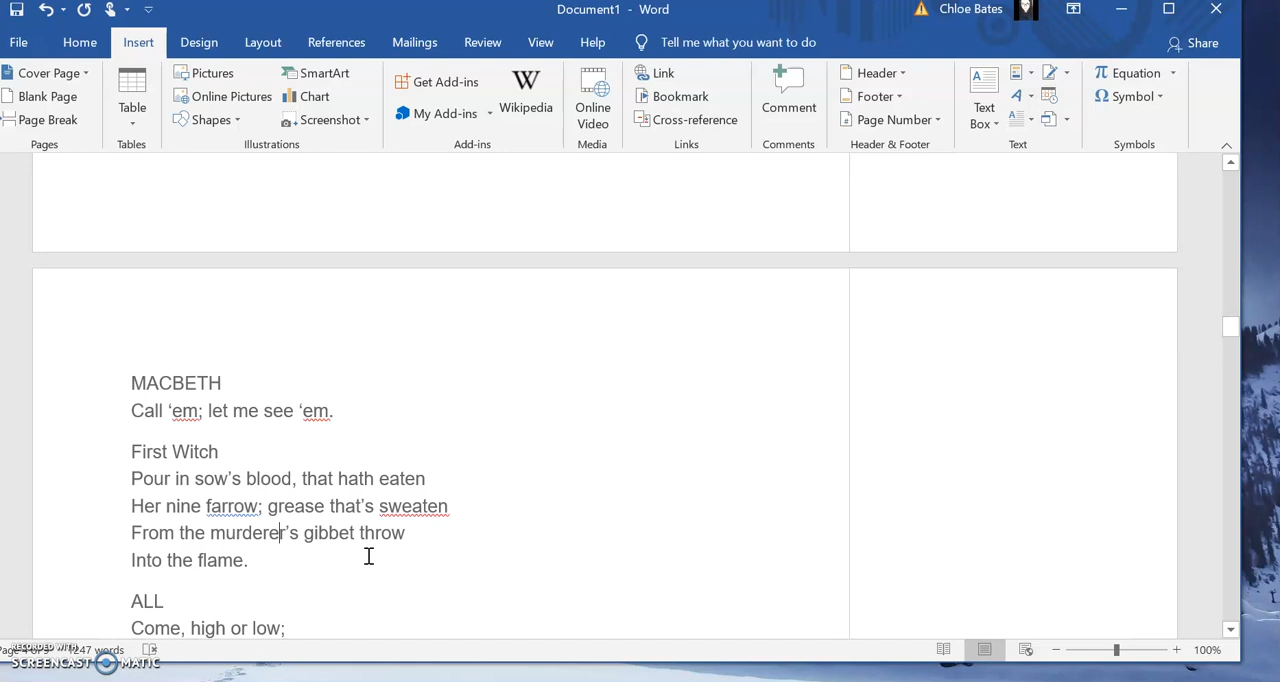 Document1 - Word
Chloe Bates
File Home Insert Design Layout References Mailings Review View Help Tell me what you want to do Share
Cover Page
Blank Page
Page Break
Pages
Table
Tables
Pictures
Online Pictures
Shapes
SmartArt
Chart
Screenshot
Illustrations
Get Add-ins
My Add-ins
Wikipedia
Add-ins
Online
Video
Media
Link
Bookmark
Cross-reference
Links
Comment
Comments
Header
Footer
Page Number
Header & Footer
Text
Box
Text
Equation
Symbol
Symbols
MACBETH
Call ‘em; let me see ‘em.
First Witch
Pour in sow’s blood, that hath eaten
Her nine farrow; grease that’s sweaten
From the murderer’s gibbet throw
Into the flame.
ALL
Come, high or low;
1247 words
100%
RECORDED WITH
SCREENCAST MATIC